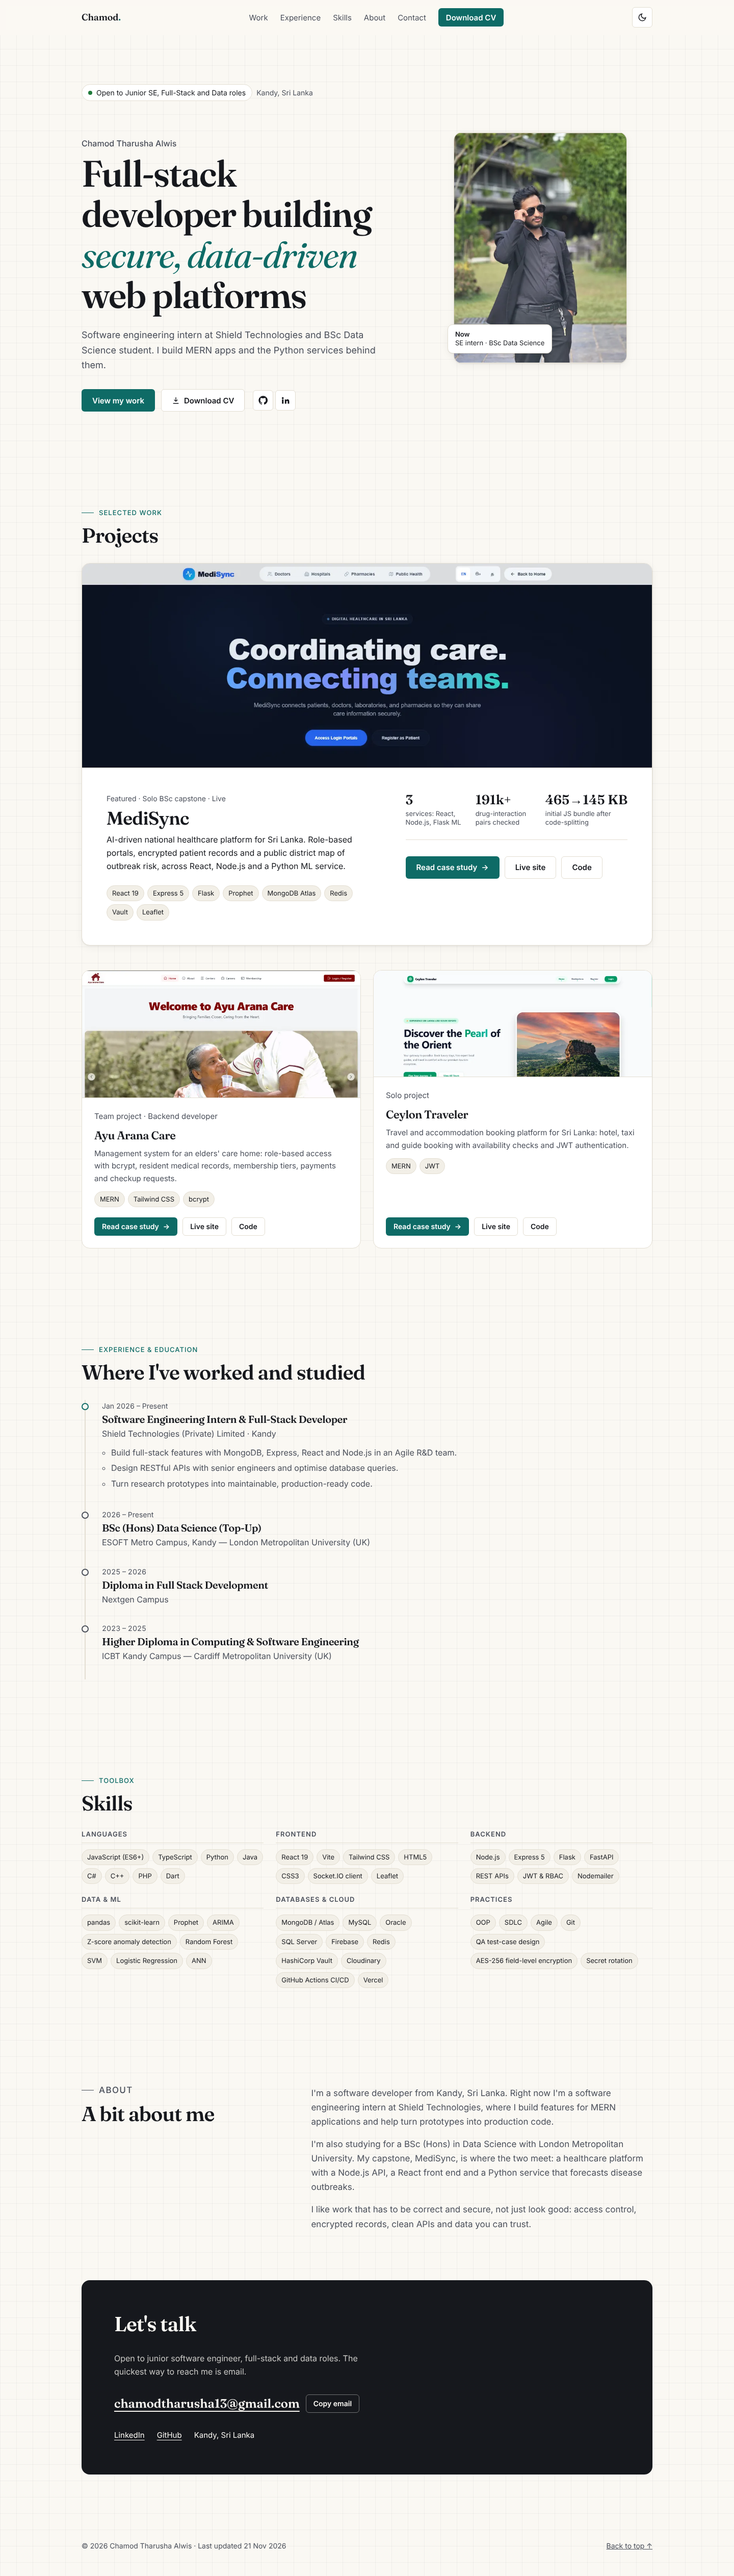 Chamod.
Work Experience Skills About Contact Download CV
Open to Junior SE, Full-Stack and Data roles Kandy, Sri Lanka
Chamod Tharusha Alwis
Full-stack
developer building
secure, data-driven
web platforms
Software engineering intern at Shield Technologies and BSc Data
Science student. I build MERN apps and the Python services behind
them.
Now
SE intern · BSc Data Science
View my work Download CV
SELECTED WORK
Projects
MediSync Doctors Hospitals Pharmacies Public Health EN Back to Home
DIGITAL HEALTHCARE IN SRI LANKA
Coordinating care.
Connecting teams.
MediSync connects patients, doctors, laboratories, and pharmacies so they can share
care information securely.
Access Login Portals Register as Patient
Featured · Solo BSc capstone · Live
MediSync
AI-driven national healthcare platform for Sri Lanka. Role-based
portals, encrypted patient records and a public district map of
outbreak risk, across React, Node.js and a Python ML service.
React 19 Express 5 Flask Prophet MongoDB Atlas Redis
Vault Leaflet
3 191k+ 465→145 KB
services: React, drug-interaction initial JS bundle after
Node.js, Flask ML pairs checked code-splitting
Read case study → Live site Code
Welcome to Ayu Arana Care
Bringing Families Closer, Caring from the Heart
Team project · Backend developer
Ayu Arana Care
Management system for an elders' care home: role-based access
with bcrypt, resident medical records, membership tiers, payments
and checkup requests.
MERN Tailwind CSS bcrypt
Read case study → Live site Code
Ceylon Traveler
Discover the Pearl of
the Orient
Solo project
Ceylon Traveler
Travel and accommodation booking platform for Sri Lanka: hotel, taxi
and guide booking with availability checks and JWT authentication.
MERN JWT
Read case study → Live site Code
EXPERIENCE & EDUCATION
Where I've worked and studied
Jan 2026 – Present
Software Engineering Intern & Full-Stack Developer
Shield Technologies (Private) Limited · Kandy
Build full-stack features with MongoDB, Express, React and Node.js in an Agile R&D team.
Design RESTful APIs with senior engineers and optimise database queries.
Turn research prototypes into maintainable, production-ready code.
2026 – Present
BSc (Hons) Data Science (Top-Up)
ESOFT Metro Campus, Kandy — London Metropolitan University (UK)
2025 – 2026
Diploma in Full Stack Development
Nextgen Campus
2023 – 2025
Higher Diploma in Computing & Software Engineering
ICBT Kandy Campus — Cardiff Metropolitan University (UK)
TOOLBOX
Skills
LANGUAGES
JavaScript (ES6+) TypeScript Python Java
C# C++ PHP Dart
FRONTEND
React 19 Vite Tailwind CSS HTML5
CSS3 Socket.IO client Leaflet
BACKEND
Node.js Express 5 Flask FastAPI
REST APIs JWT & RBAC Nodemailer
DATA & ML
pandas scikit-learn Prophet ARIMA
Z-score anomaly detection Random Forest
SVM Logistic Regression ANN
DATABASES & CLOUD
MongoDB / Atlas MySQL Oracle
SQL Server Firebase Redis
HashiCorp Vault Cloudinary
GitHub Actions CI/CD Vercel
PRACTICES
OOP SDLC Agile Git
QA test-case design
AES-256 field-level encryption Secret rotation
ABOUT
A bit about me
I'm a software developer from Kandy, Sri Lanka. Right now I'm a software
engineering intern at Shield Technologies, where I build features for MERN
applications and help turn prototypes into production code.
I'm also studying for a BSc (Hons) in Data Science with London Metropolitan
University. My capstone, MediSync, is where the two meet: a healthcare platform
with a Node.js API, a React front end and a Python service that forecasts disease
outbreaks.
I like work that has to be correct and secure, not just look good: access control,
encrypted records, clean APIs and data you can trust.
Let's talk
Open to junior software engineer, full-stack and data roles. The
quickest way to reach me is email.
chamodtharusha13@gmail.com Copy email
LinkedIn GitHub Kandy, Sri Lanka
© 2026 Chamod Tharusha Alwis · Last updated 21 Nov 2026
Back to top ↑